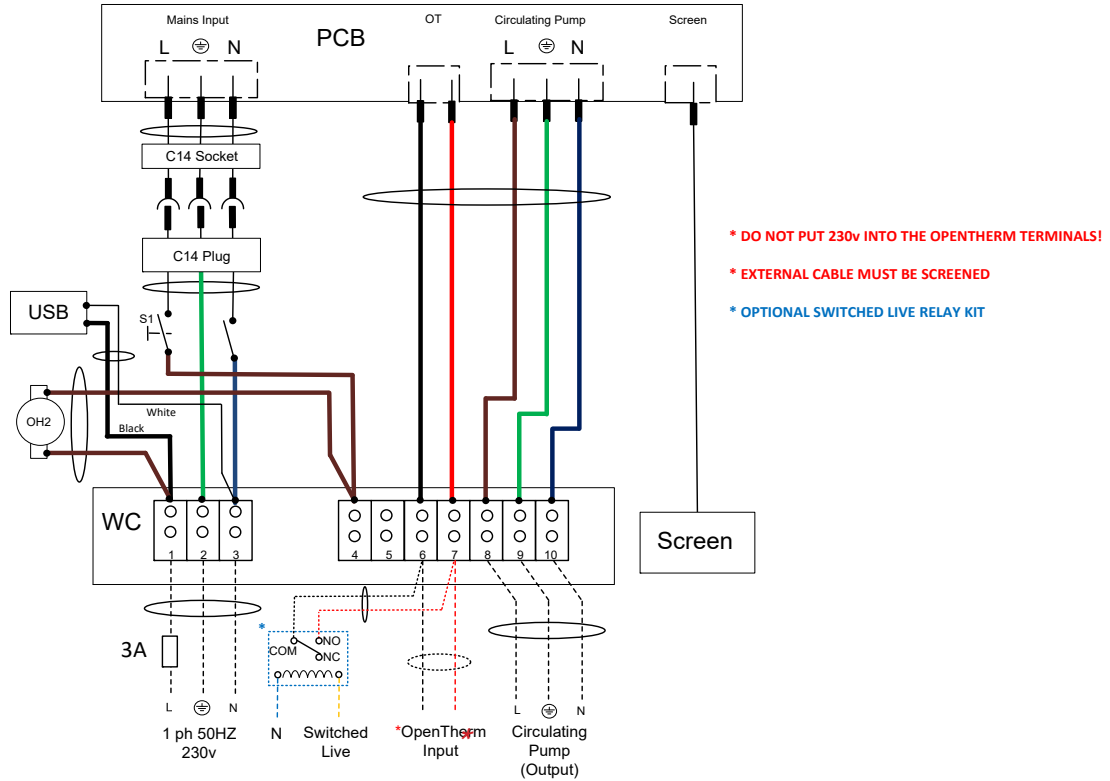 Mains Input
OT
Circulating Pump
Screen
PCB
L
N
L
N
C14 Socket
* DO NOT PUT 230v INTO THE OPENTHERM TERMINALS!
C14 Plug
* EXTERNAL CABLE MUST BE SCREENED
USB
S1
* OPTIONAL SWITCHED LIVE RELAY KIT
White
OH2
Black
WC
Screen
1 2 3 4 5 6 7 8 9 10
*
NO
COM
NC
3A
L N
L N
1 ph 50HZ
230v
N
Switched
Live
*OpenTherm*
Input
Circulating
Pump
(Output)